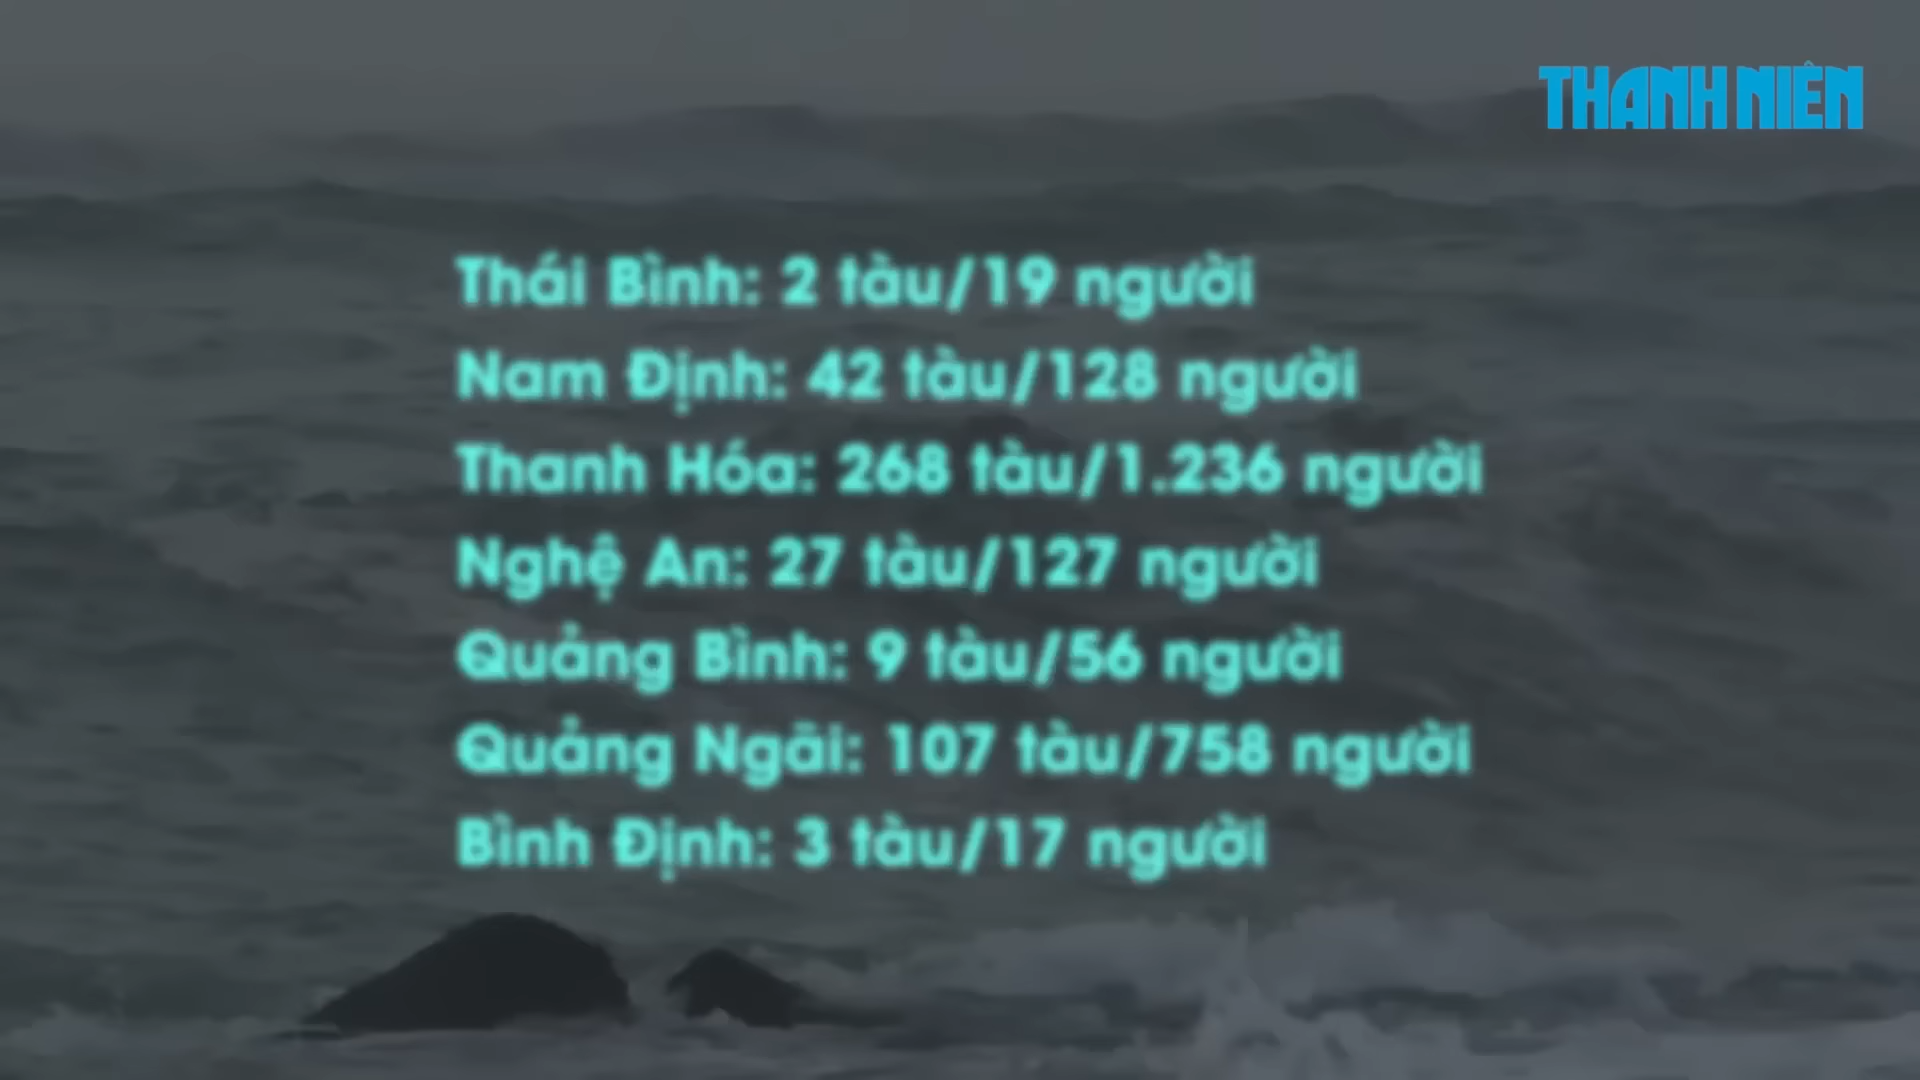 THANH NIÊN
Thái Bình: 2 tàu/19 người
Nam Định: 42 tàu/128 người
Thanh Hóa: 268 tàu/1.236 người
Nghệ An: 27 tàu/127 người
Quảng Bình: 9 tàu/56 người
Quảng Ngãi: 107 tàu/758 người
Bình Định: 3 tàu/17 người